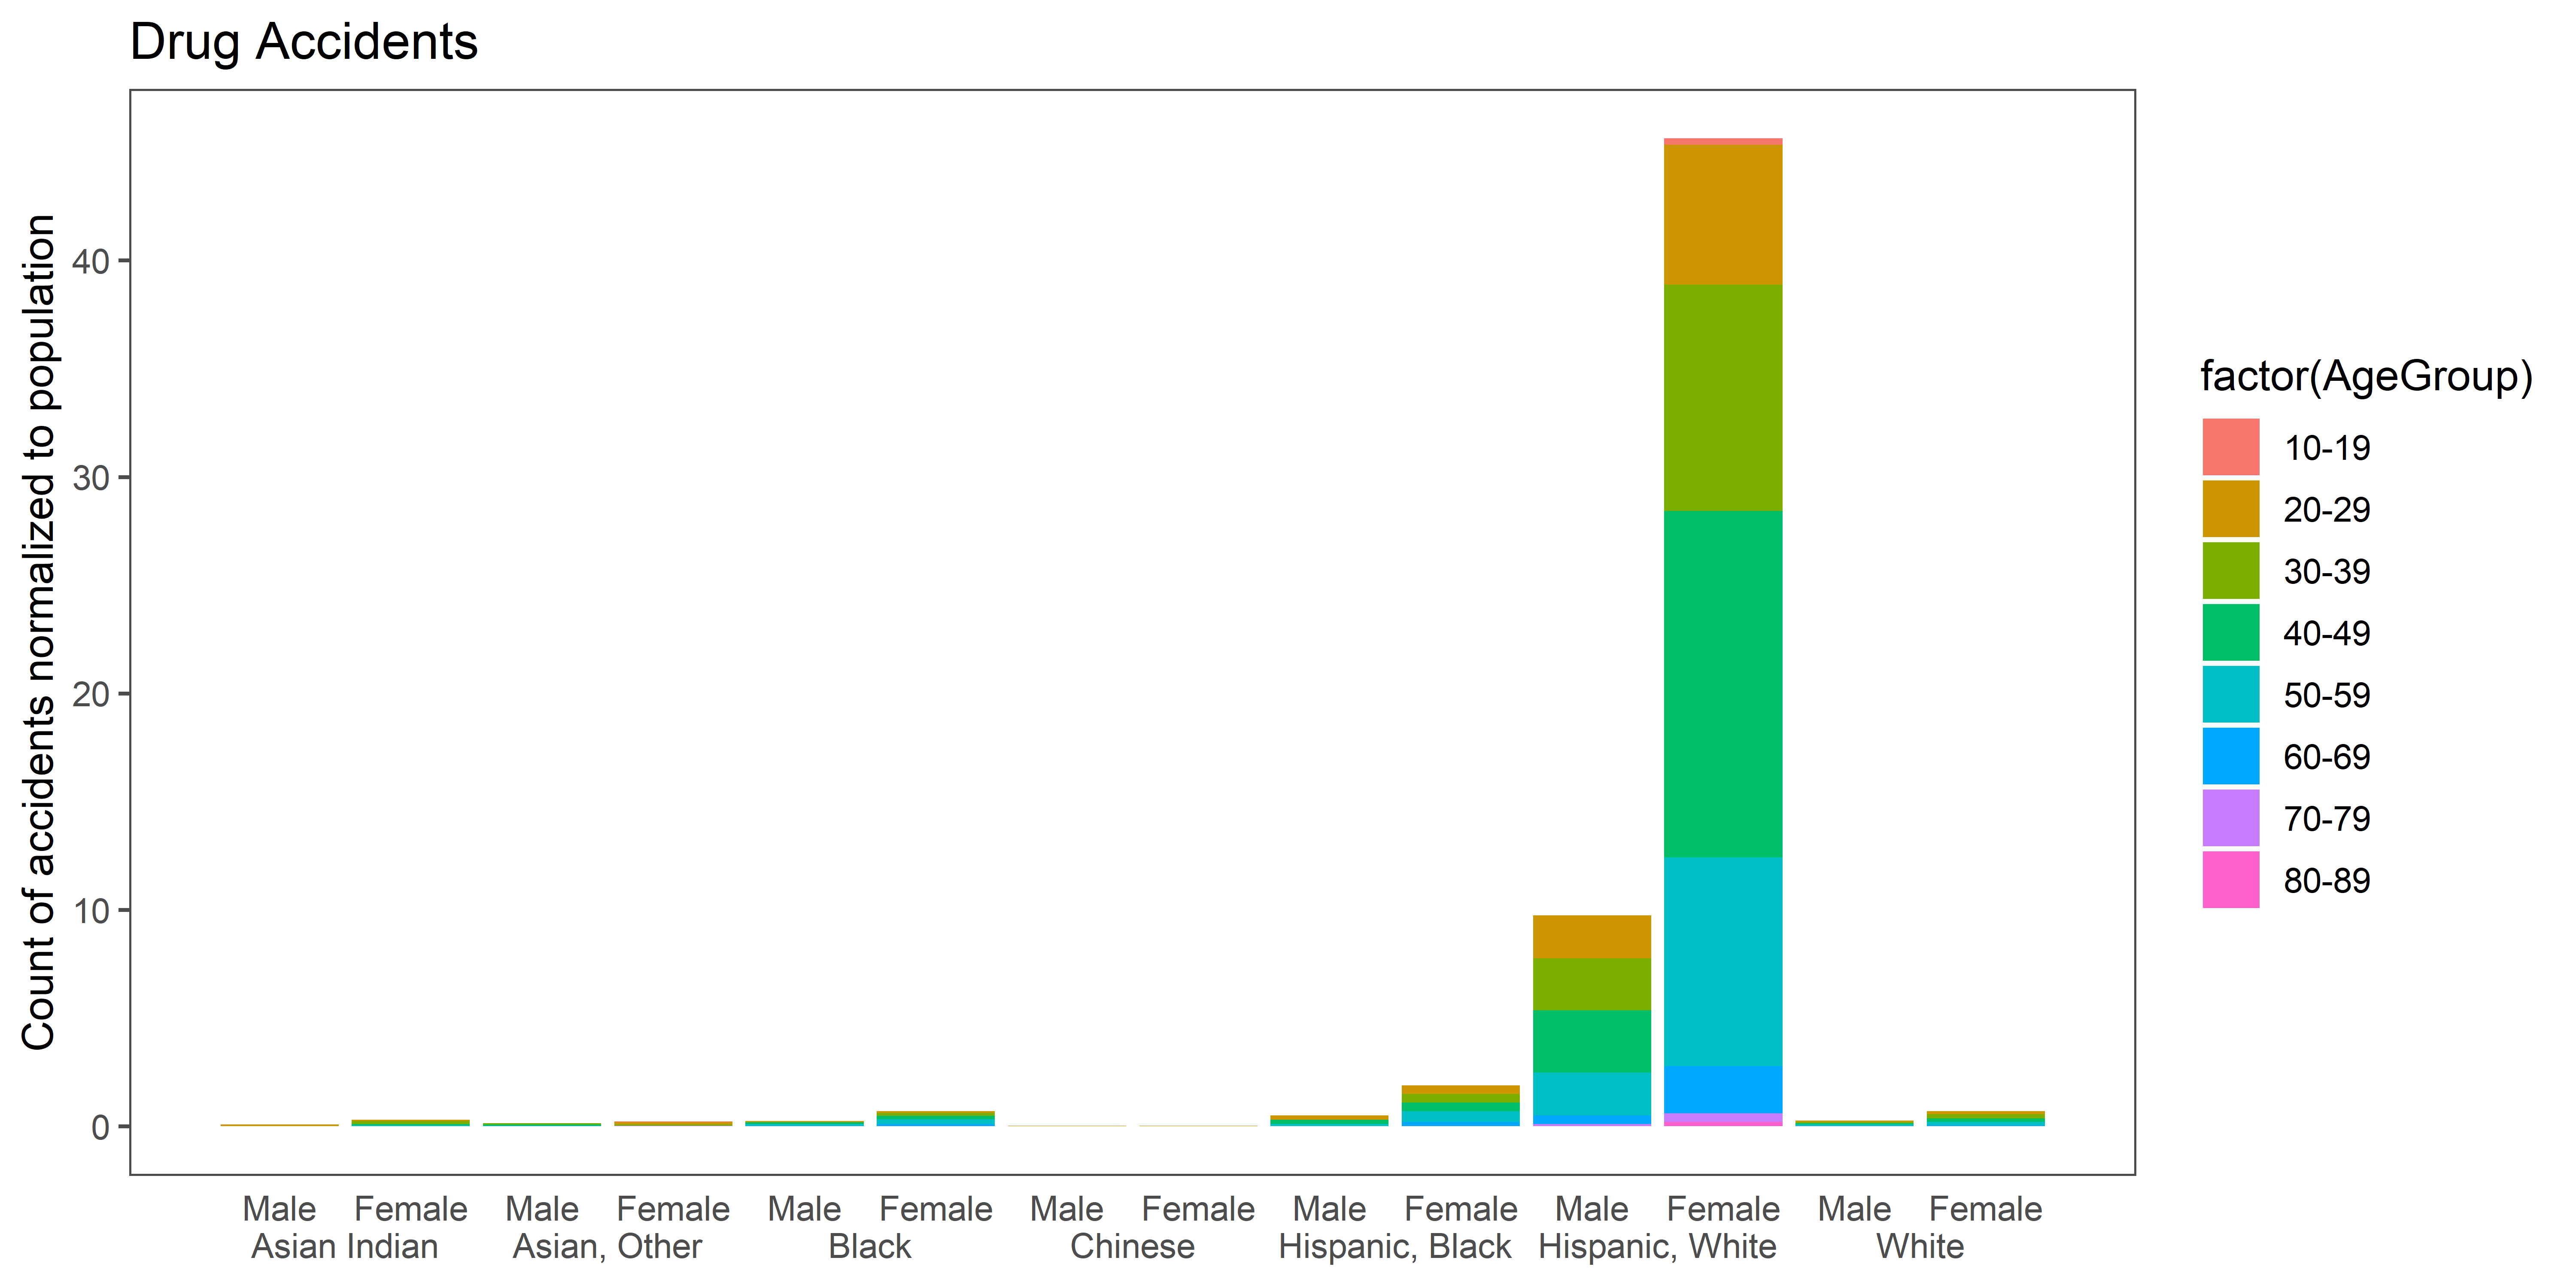 Drug Accidents
Count of accidents normalized to population
40
30
20
10
0
Male Female Male Female Male Female Male Female Male Female Male Female Male Female
Asian Indian Asian, Other Black Chinese Hispanic, Black Hispanic, White White
factor(AgeGroup)
10-19
20-29
30-39
40-49
50-59
60-69
70-79
80-89